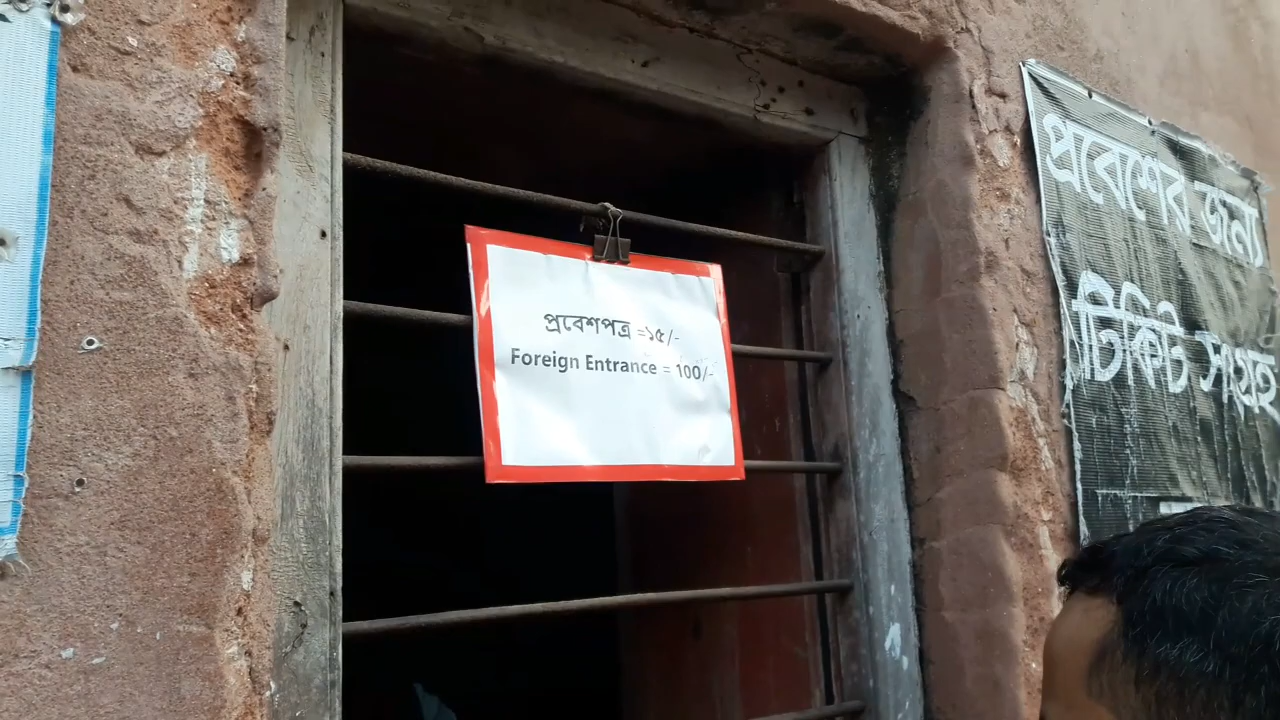 প্রবেশপত্র =১৫/-
Foreign Entrance = 100/-
প্রবেশের জন্য
টিকিট সংগ্রহ